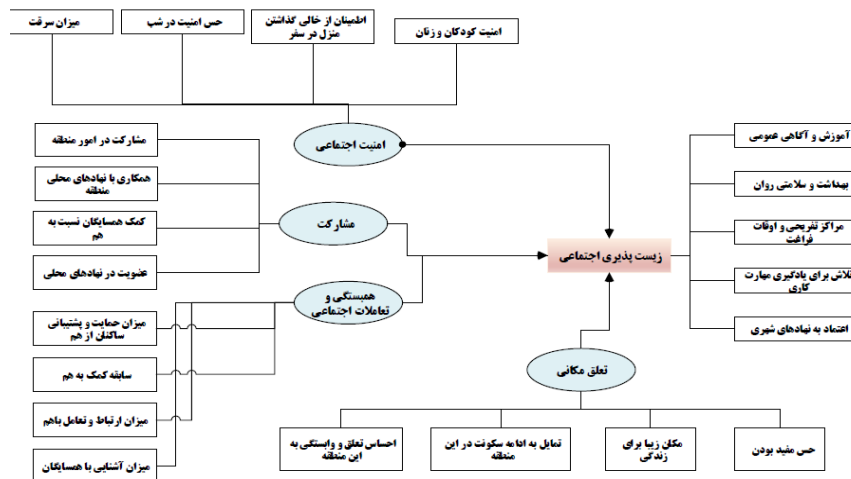 امنیت کودکان و زنان
اطمینان از خالی گذاشتن
منزل در سفر
حس امنیت در شب
میزان سرقت
امنیت اجتماعی
مشارکت در امور منطقه
همکاری با نهادهای محلی
منطقه
کمک همسایگان نسبت به
هم
عضویت در نهادهای محلی
مشارکت
همبستگی و
تعاملات اجتماعی
میزان حمایت و پشتیبانی
ساکنان از هم
سابقه کمک به هم
میزان ارتباط و تعامل باهم
میزان آشنایی با همسایگان
زیست پذیری اجتماعی
آموزش و آگاهی عمومی
بهداشت و سلامتی روان
مراکز تفریحی و اوقات
فراغت
تلاش برای یادگیری مهارت
کاری
اعتماد به نهادهای شهری
تعلق مکانی
حس مفید بودن
مکان زیبا برای
زندگی
تمایل به ادامه سکونت در این
منطقه
احساس تعلق و وابستگی به
این منطقه